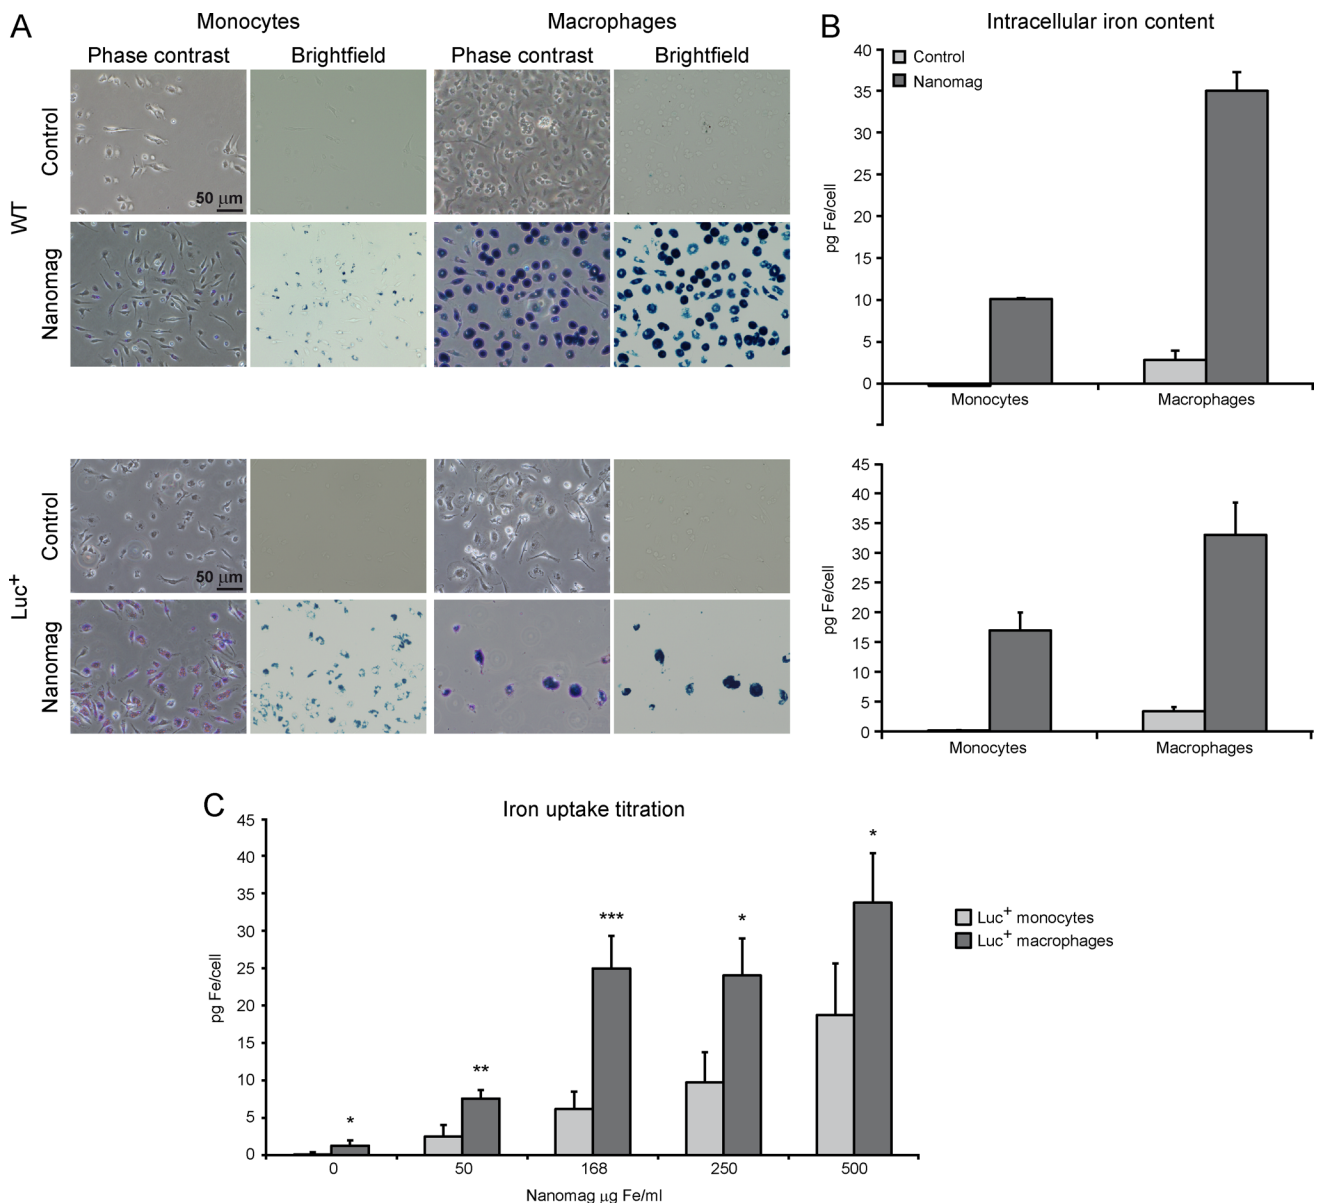 A
Monocytes
Macrophages
Phase contrast
Brightfield
Phase contrast
Brightfield
WT
Control
50 μm
Nanomag
Luc+
Control
50 μm
Nanomag
B
Intracellular iron content
Control
Nanomag
pg Fe/cell
40
35
30
25
20
15
10
5
0
Monocytes
Macrophages
pg Fe/cell
45
40
35
30
25
20
15
10
5
0
Monocytes
Macrophages
C
Iron uptake titration
pg Fe/cell
45
40
35
30
25
20
15
10
5
0
*
**
***
*
*
0
50
168
250
500
Nanomag μg Fe/ml
Luc+ monocytes
Luc+ macrophages